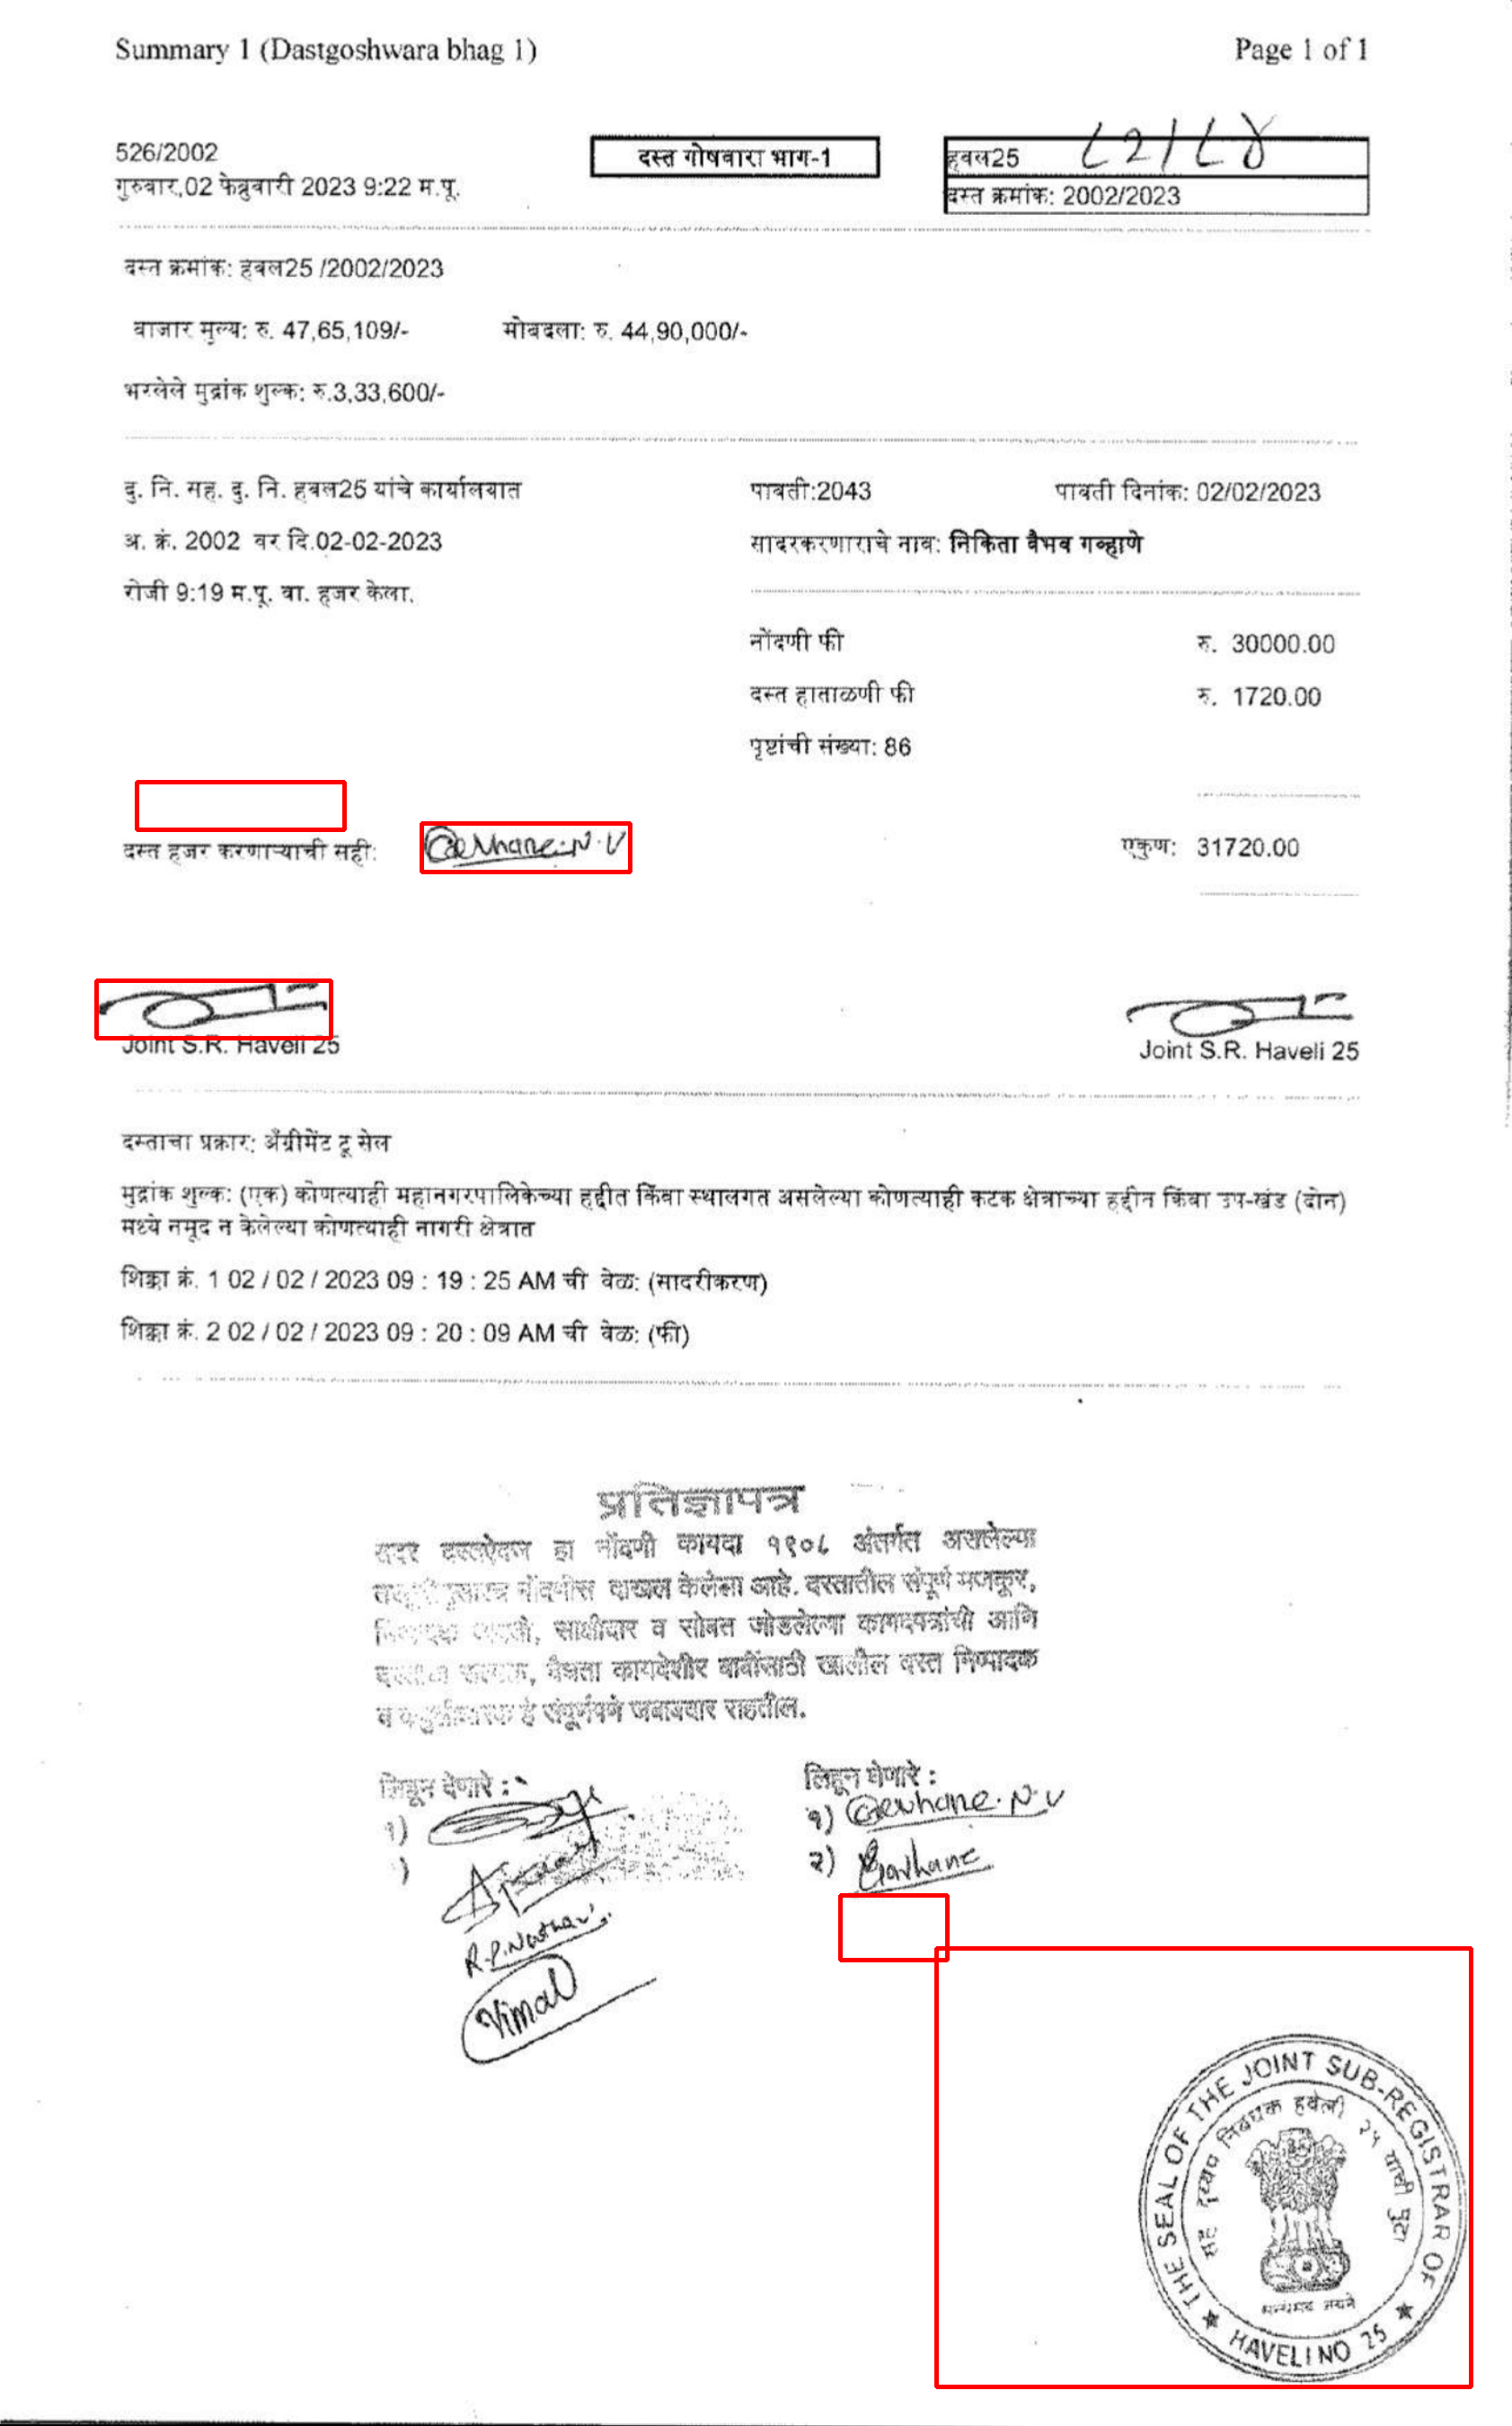 Summary 1 (Dastgoshwara bhag 1)
Page 1 of 1
526/2002
गुरुवार,02 फेब्रुवारी 2023 9:22 म.पू.
दस्त गोषवारा भाग-1
हवल25
दस्त क्रमांक: 2002/2023
दस्त क्रमांक: हवल25 /2002/2023
बाजार मुल्य: रु. 47,65,109/- मोबदला: रु. 44,90,000/-
भरलेले मुद्रांक शुल्क: रु.3,33,600/-
दु. नि. सह. दु. नि. हवल25 यांचे कार्यालयात
अ. क्रं. 2002 वर दि.02-02-2023
रोजी 9:19 म.पू. वा. हजर केला.
पावती:2043 पावती दिनांक: 02/02/2023
सादरकरणाराचे नाव: निकिता वैभव गव्हाणे
नोंदणी फी रु. 30000.00
दस्त हाताळणी फी रु. 1720.00
पृष्टांची संख्या: 86
एकुण: 31720.00
दस्त हजर करणाऱ्याची सही: Gavhane.N.V
Joint S.R. Haveli 25
Joint S.R. Haveli 25
दस्ताचा प्रकार: अ‍ॅग्रीमेंट टू सेल
मुद्रांक शुल्क: (एक) कोणत्याही महानगरपालिकेच्या हद्दीत किंवा स्थालगत असलेल्या कोणत्याही कटक क्षेत्राच्या हद्दीत किंवा उप-खंड (दोन)
मध्ये नमूद न केलेल्या कोणत्याही नागरी क्षेत्रात
शिक्का क्रं. 1 02 / 02 / 2023 09 : 19 : 25 AM ची वेळ: (सादरीकरण)
शिक्का क्रं. 2 02 / 02 / 2023 09 : 20 : 09 AM ची वेळ: (फी)
प्रतिज्ञापत्र
सदर दस्तऐवज हा नोंदणी कायदा १९०८ अंतर्गत असलेल्या
नोंदणीस दाखल केलेला आहे. दस्तातील संपूर्ण मजकूर,
साक्षीदार व सोबत जोडलेल्या कागदपत्रांची आणि
वैधता कायदेशीर बाबींसाठी खालील दस्त निष्पादक
व हे संपूर्णपणे जबाबदार राहतील.
लिहून देणारे :
१)
)
R.P.
Vimal
लिहून घेणारे :
१) Gavhane.N.V
२) Gavhane
THE SEAL OF THE JOINT SUB-REGISTRAR OF
HAVELI NO 25
सह दुय्यम निबंधक हवेली २५ यांची मुद्रा
सत्यमेव जयते